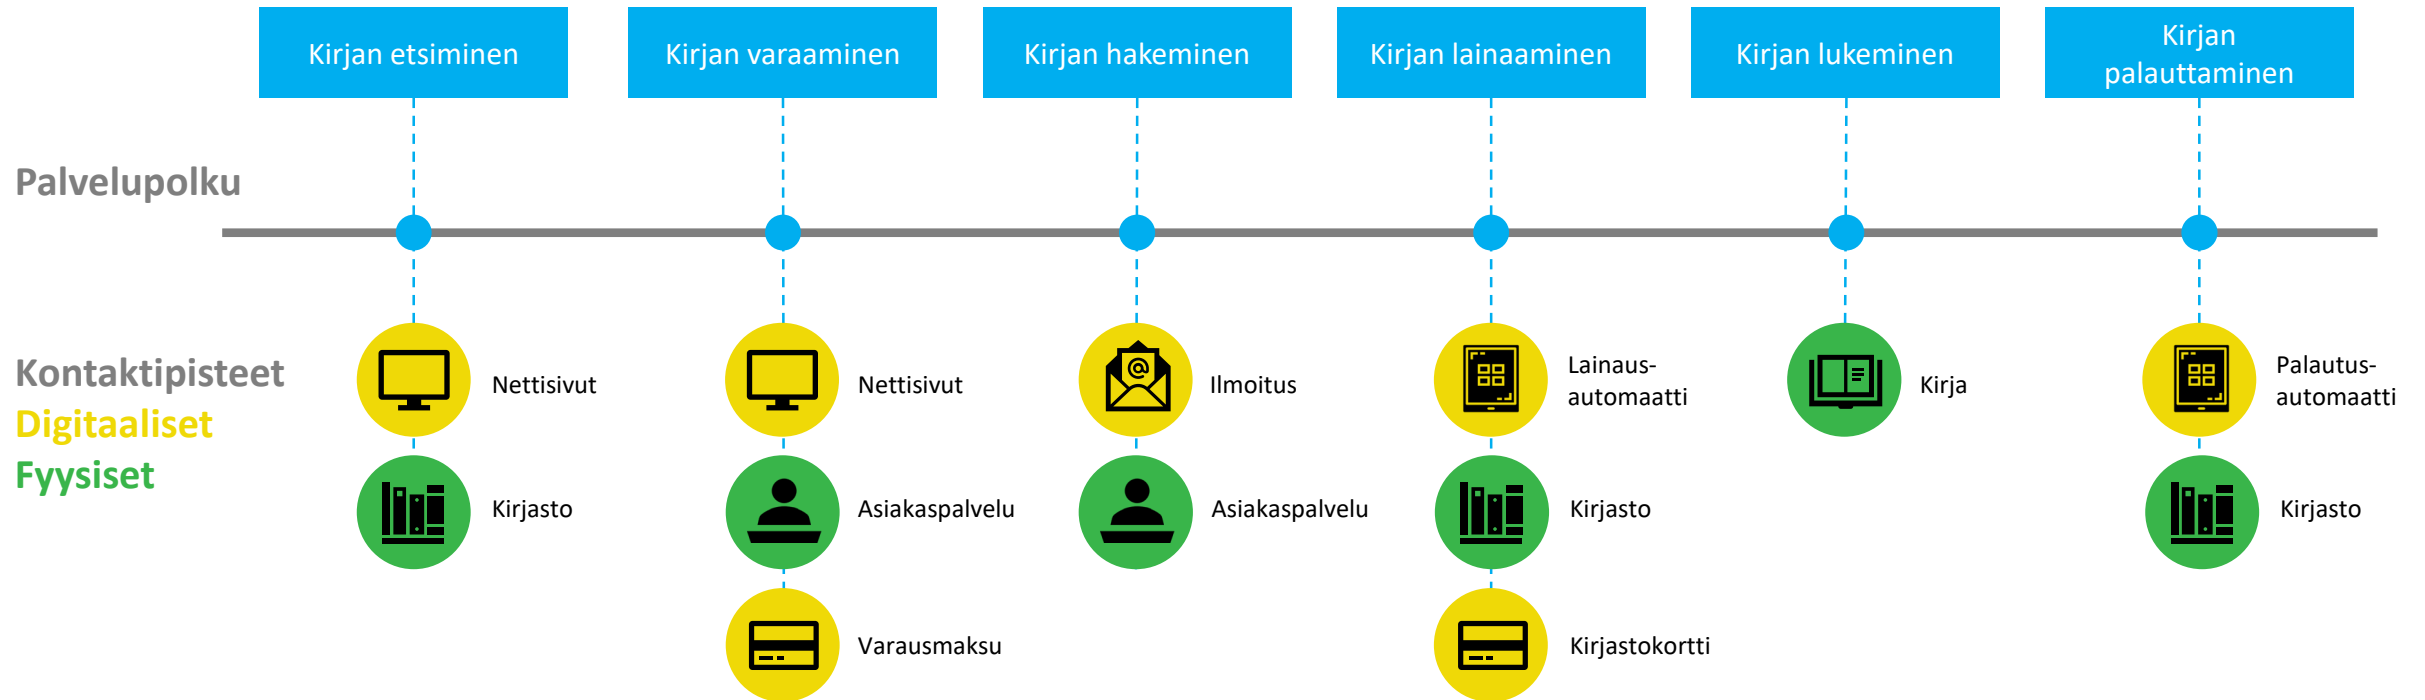 Kirjan etsiminen
Kirjan varaaminen
Kirjan hakeminen
Kirjan lainaaminen
Kirjan lukeminen
Kirjan
palauttaminen
Palvelupolku
Kontaktipisteet
Digitaaliset
Fyysiset
Nettisivut
Kirjasto
Nettisivut
Asiakaspalvelu
Varausmaksu
@
Ilmoitus
Asiakaspalvelu
Lainaus-
automaatti
Kirjasto
Kirjastokortti
Kirja
Palautus-
automaatti
Kirjasto